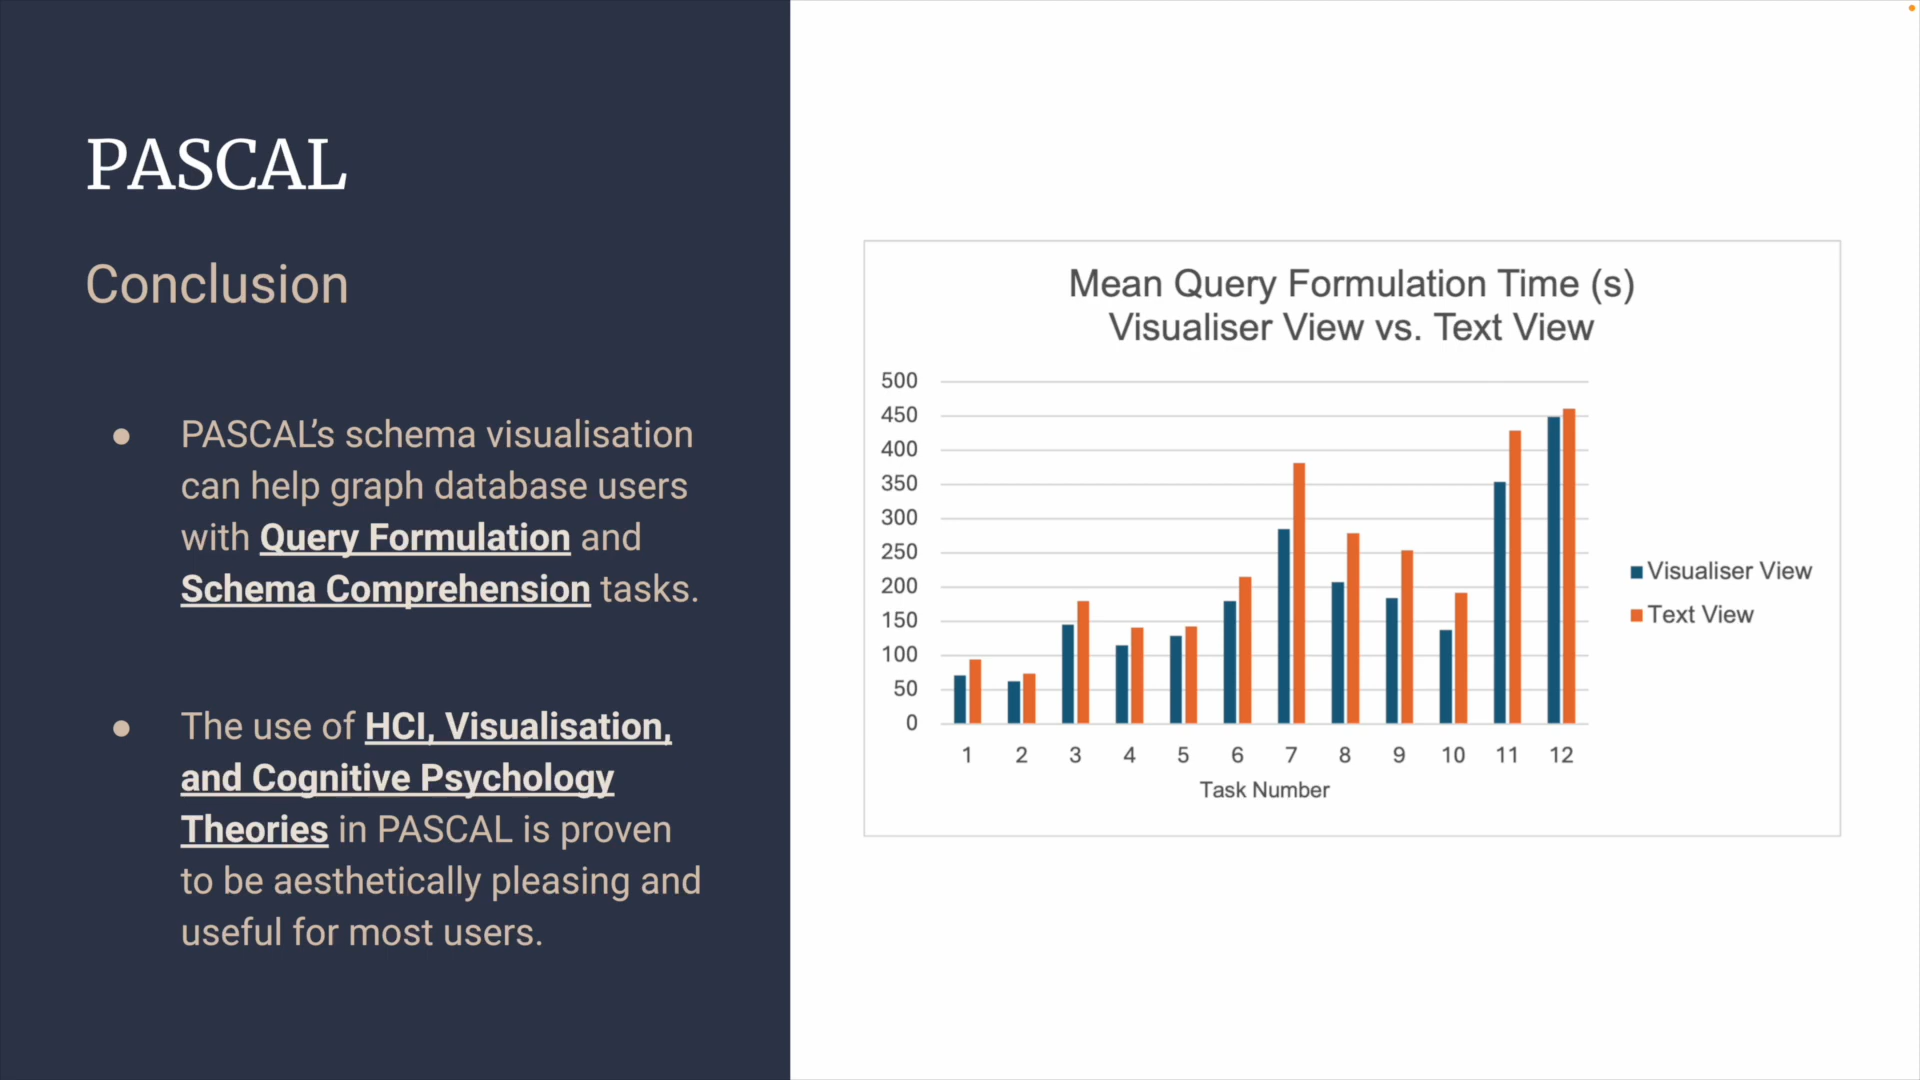 PASCAL
Conclusion
● PASCAL’s schema visualisation
can help graph database users
with Query Formulation and
Schema Comprehension tasks.
● The use of HCI, Visualisation,
and Cognitive Psychology
Theories in PASCAL is proven
to be aesthetically pleasing and
useful for most users.
Mean Query Formulation Time (s)
Visualiser View vs. Text View
500
450
400
350
300
250
200
150
100
50
0
1 2 3 4 5 6 7 8 9 10 11 12
Task Number
Visualiser View
Text View